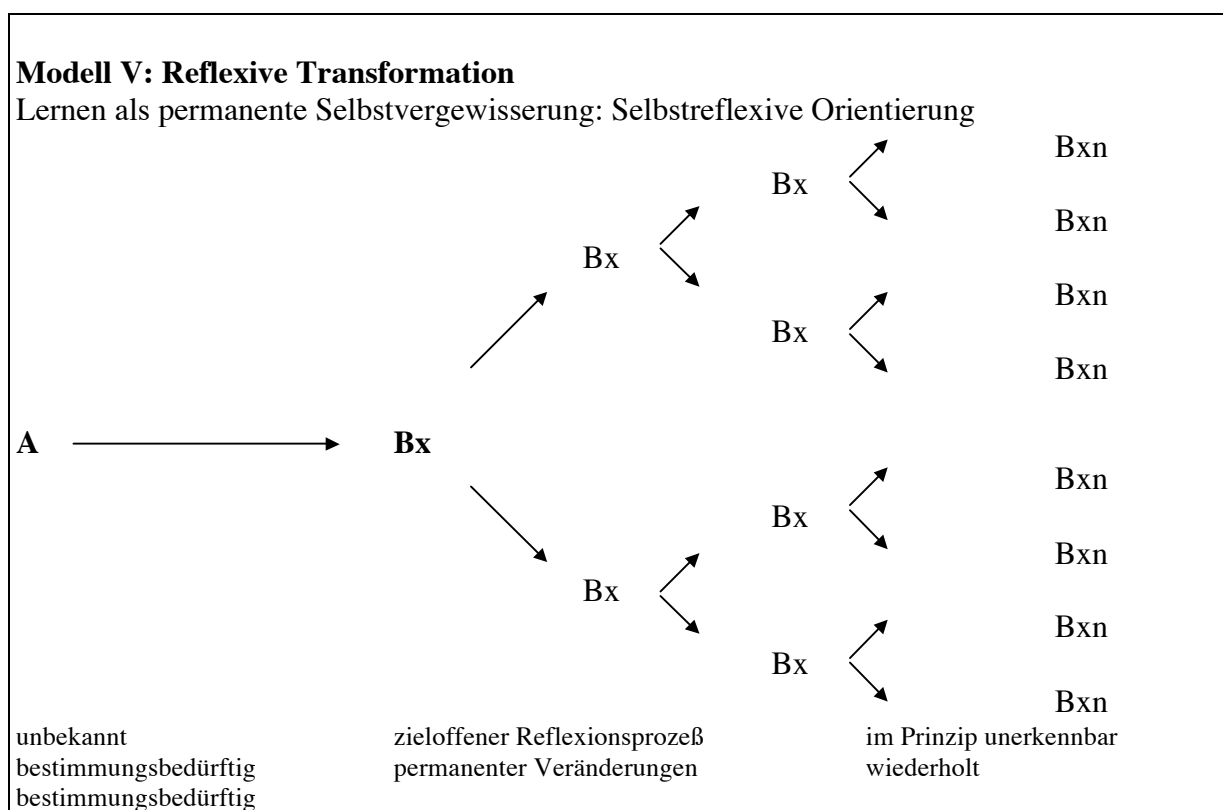 Modell V: Reflexive Transformation
Lernen als permanente Selbstvergewisserung: Selbstreflexive Orientierung
Bxn
Bx
Bxn
Bx
Bxn
Bx
Bxn
A Bx
Bxn
Bx
Bxn
Bx
Bxn
Bx
Bxn
unbekannt zieloffener Reflexionsprozeß im Prinzip unerkennbar
bestimmungsbedürftig permanenter Veränderungen wiederholt
bestimmungsbedürftig